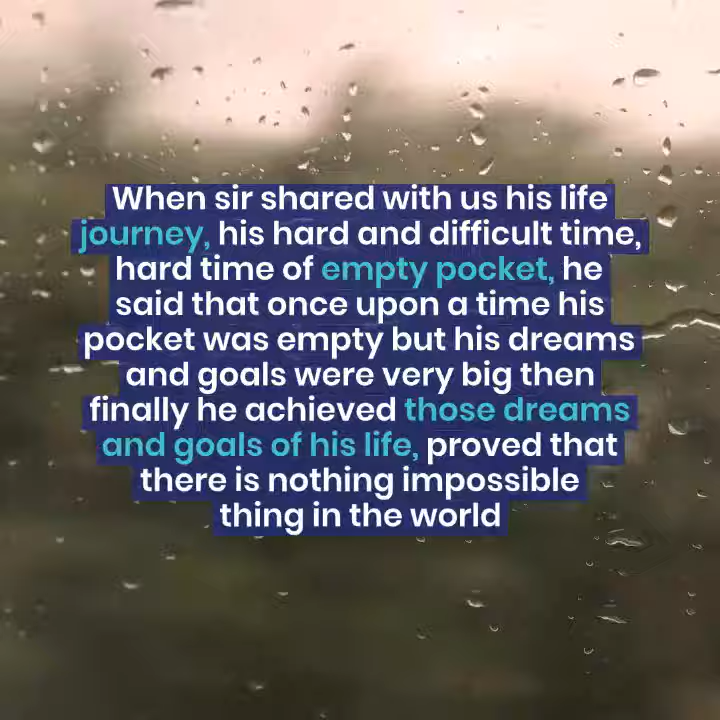 When sir shared with us his life
journey, his hard and difficult time,
hard time of empty pocket, he
said that once upon a time his
pocket was empty but his dreams
and goals were very big then
finally he achieved those dreams
and goals of his life, proved that
there is nothing impossible
thing in the world